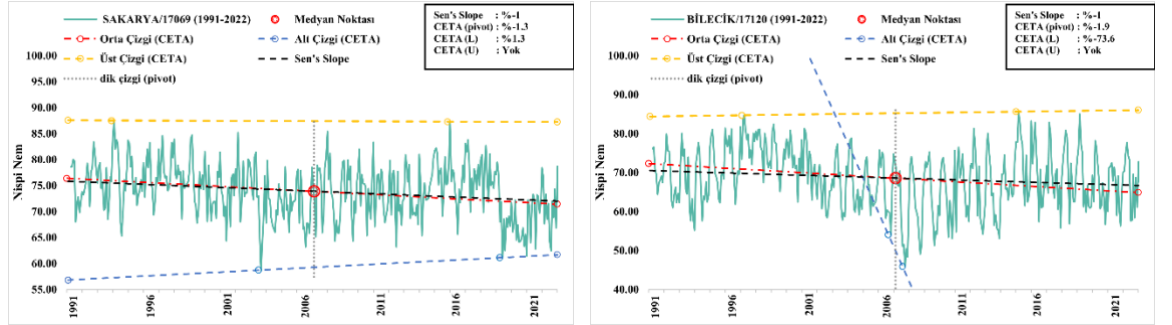 SAKARYA/17069 (1991-2022)
Medyan Noktası
Orta Çizgi (CETA)
Alt Çizgi (CETA)
Üst Çizgi (CETA)
Sen's Slope
dik çizgi (pivot)
Sen's Slope : %-1
CETA (pivot) : %-1.3
CETA (L) : %1.3
CETA (U) : Yok
Nispi Nem
100.00
95.00
90.00
85.00
80.00
75.00
70.00
65.00
60.00
55.00
1991
1996
2001
2006
2011
2016
2021
BİLECİK/17120 (1991-2022)
Medyan Noktası
Orta Çizgi (CETA)
Alt Çizgi (CETA)
Üst Çizgi (CETA)
Sen's Slope
dik çizgi (pivot)
Sen's Slope : %-1
CETA (pivot) : %-1.9
CETA (L) : %-73.6
CETA (U) : Yok
Nispi Nem
100.00
90.00
80.00
70.00
60.00
50.00
40.00
1991
1996
2001
2006
2011
2016
2021